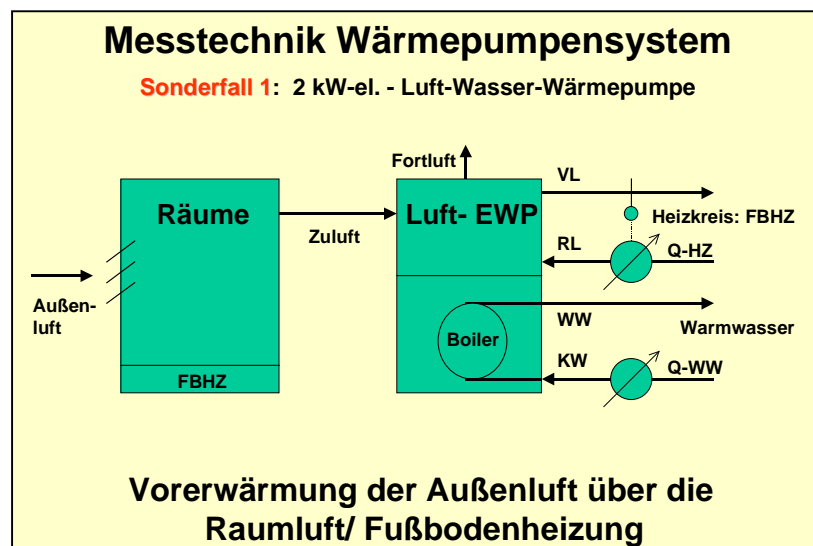 Messtechnik Wärmepumpensystem
Sonderfall 1: 2 kW-el. - Luft-Wasser-Wärmepumpe
Fortluft
VL
Räume
Luft- EWP
Heizkreis: FBHZ
Zuluft
RL
Q-HZ
Außen-
luft
WW
Warmwasser
Boiler
KW
Q-WW
FBHZ
Vorerwärmung der Außenluft über die
Raumluft/ Fußbodenheizung